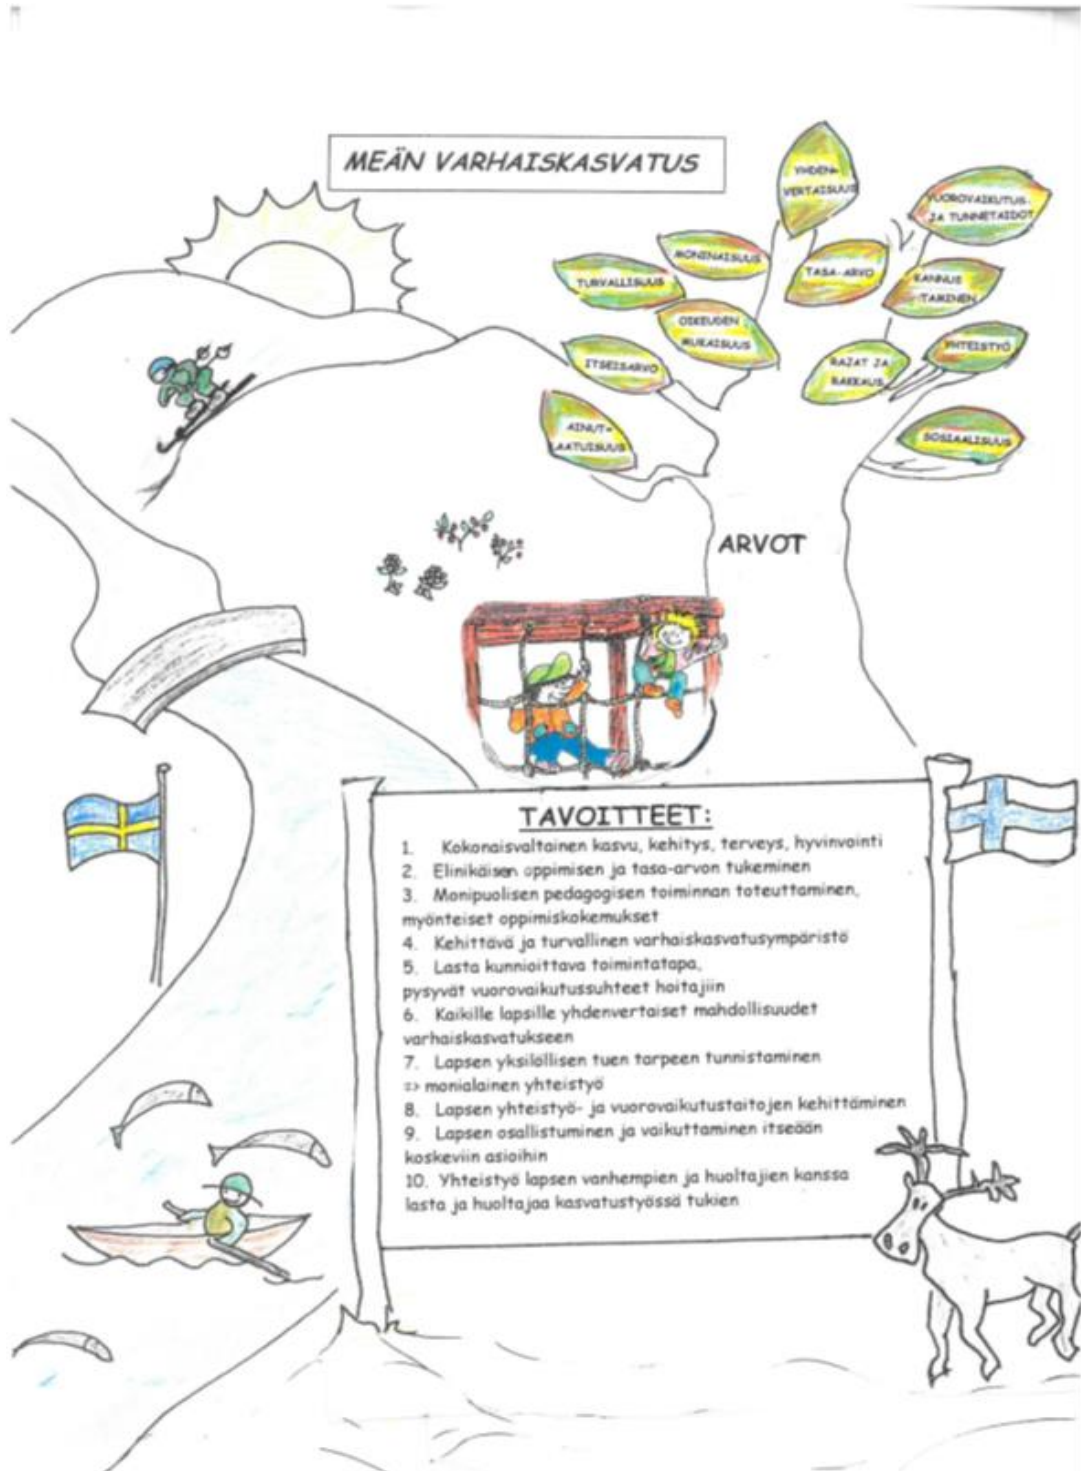 MEÄN VARHAISKASVATUS
YHDEN-
VERTAISUUS
VUOROVAIKUTUS-
JA TUNNETAIDOT
MONINAISUUS
TASA-ARVO
TURVALLISUUS
KANNUS
TAMINEN
OIKEUDEN
MUKAISUUS
YHTEISTYÖ
ITSEISARVO
RAJAT JA
RAKKAUS
AINUT-
LAATUISUUS
SOSIAALISUUS
ARVOT
TAVOITTEET:
1. Kokonaisvaltainen kasvu, kehitys, terveys, hyvinvointi
2. Elinikäisen oppimisen ja tasa-arvon tukeminen
3. Monipuolisen pedagogisen toiminnan toteuttaminen,
myönteiset oppimiskokemukset
4. Kehittävä ja turvallinen varhaiskasvatusympäristö
5. Lasta kunnioittava toimintatapa,
pysyvät vuorovaikutussuhteet hoitajiin
6. Kaikille lapsille yhdenvertaiset mahdollisuudet
varhaiskasvatukseen
7. Lapsen yksilöllisen tuen tarpeen tunnistaminen
=> monialainen yhteistyö
8. Lapsen yhteistyö- ja vuorovaikutustaitojen kehittäminen
9. Lapsen osallistuminen ja vaikuttaminen itseään
koskeviin asioihin
10. Yhteistyö lapsen vanhempien ja huoltajien kanssa
lasta ja huoltajaa kasvatustyössä tukien